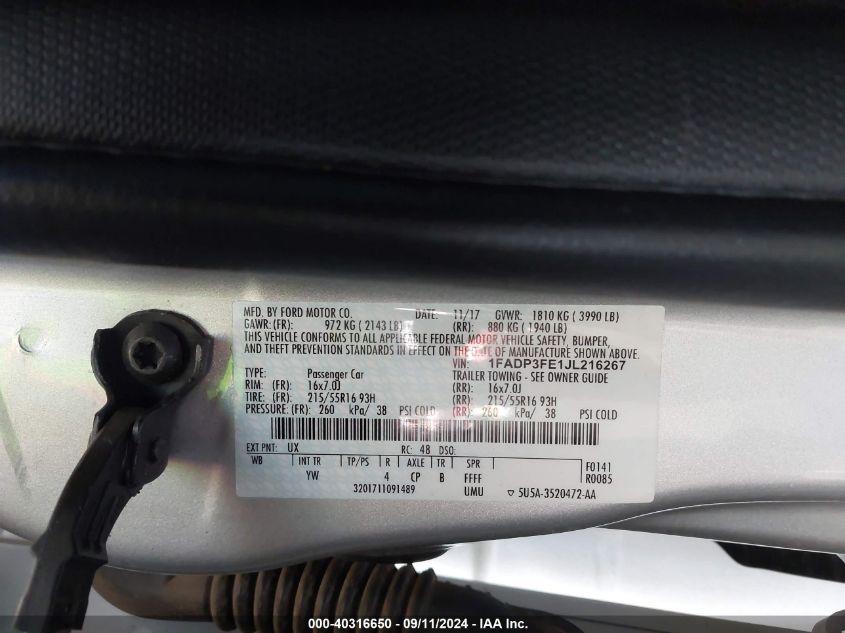 MFD. BY FORD MOTOR CO. DATE: 11/17 GVWR: 1810 KG ( 3990 LB)
GAWR: (FR): 972 KG ( 2143 LB) (RR): 880 KG ( 1940 LB)
THIS VEHICLE CONFORMS TO ALL APPLICABLE FEDERAL MOTOR VEHICLE SAFETY, BUMPER,
AND THEFT PREVENTION STANDARDS IN EFFECT ON THE DATE OF MANUFACTURE SHOWN ABOVE.
VIN: 1FADP3FE1JL216267
TYPE: Passenger Car TRAILER TOWING - SEE OWNER GUIDE
RIM: (FR): 16x7.0J (RR): 16x7.0J
TIRE: (FR): 215/55R16 93H (RR): 215/55R16 93H
PRESSURE: (FR): 260 kPa/ 38 PSI COLD (RR): 260 kPa/ 38 PSI COLD
EXT PNT: UX RC: 48 DSO:
WB INT TR TP/PS R AXLE TR SPR F0141
YW 4 CP B FFFF R0085
3201711091489 UMU ▽ 5U5A-3520472-AA
000-40316650 - 09/11/2024 - IAA Inc.